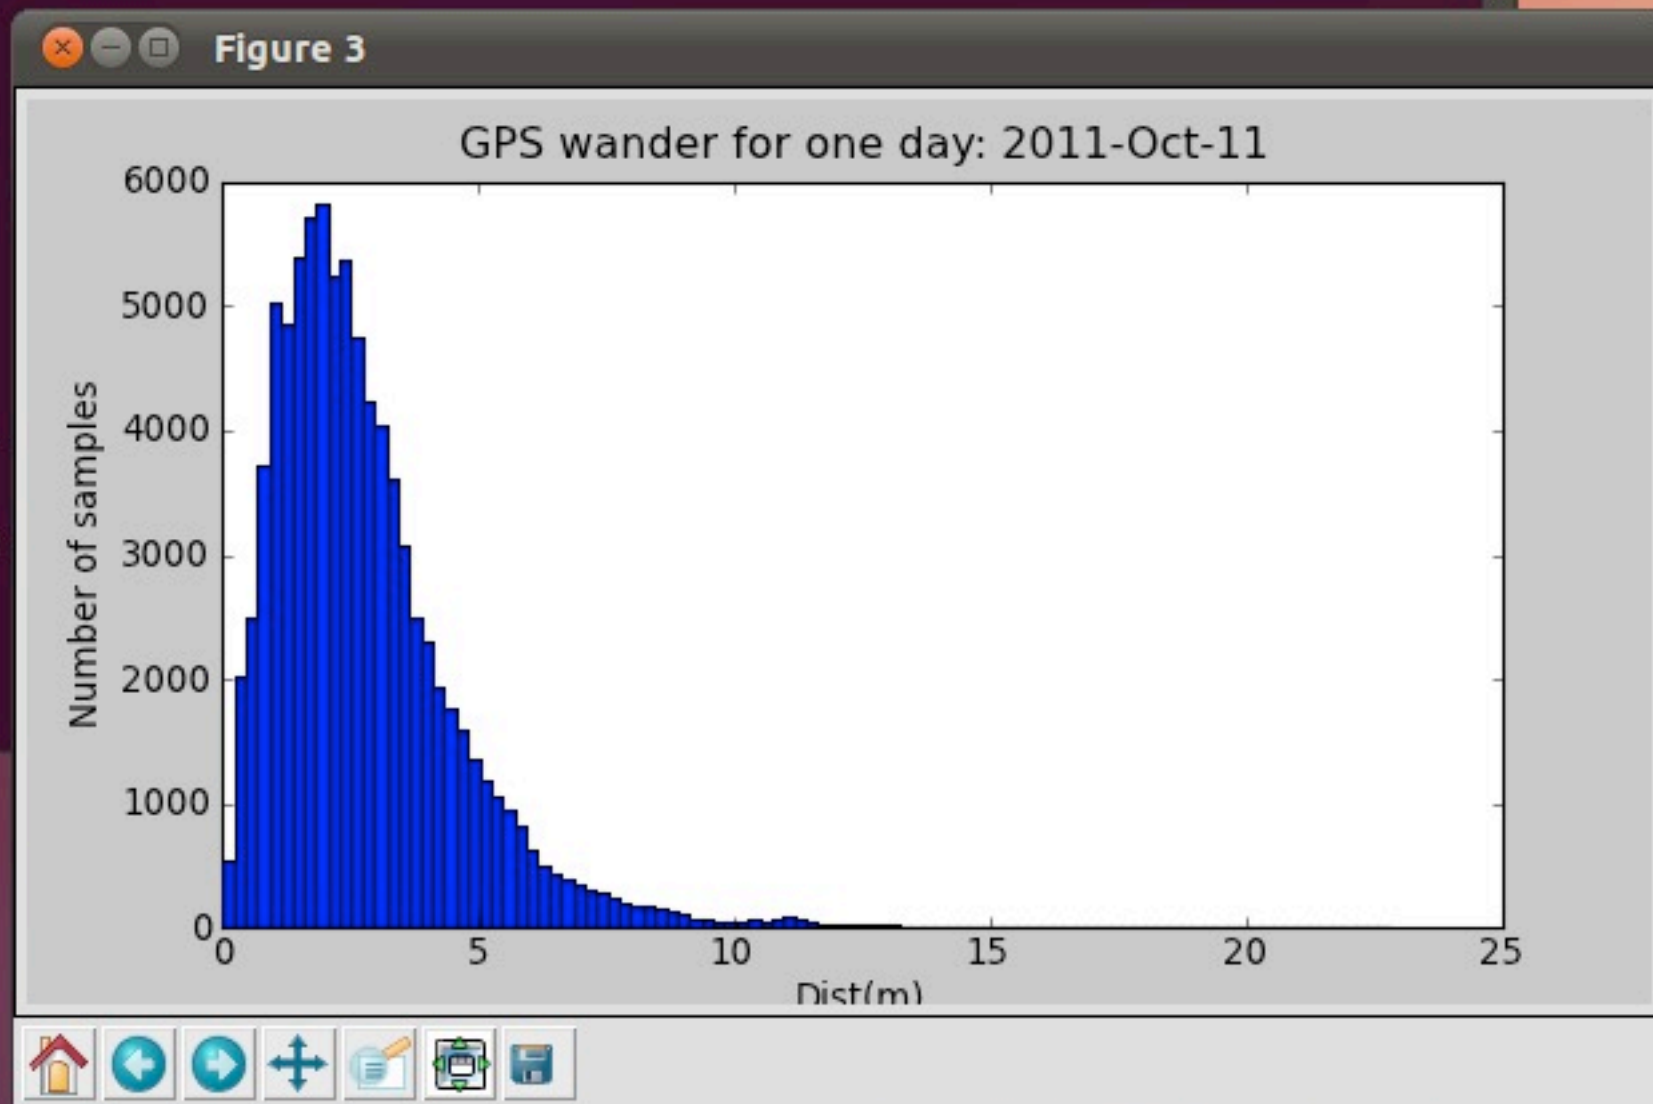 Figure 3
GPS wander for one day: 2011-Oct-11
6000
5000
4000
3000
2000
1000
0
Number of samples
0 5 10 15 20 25
Dist(m)